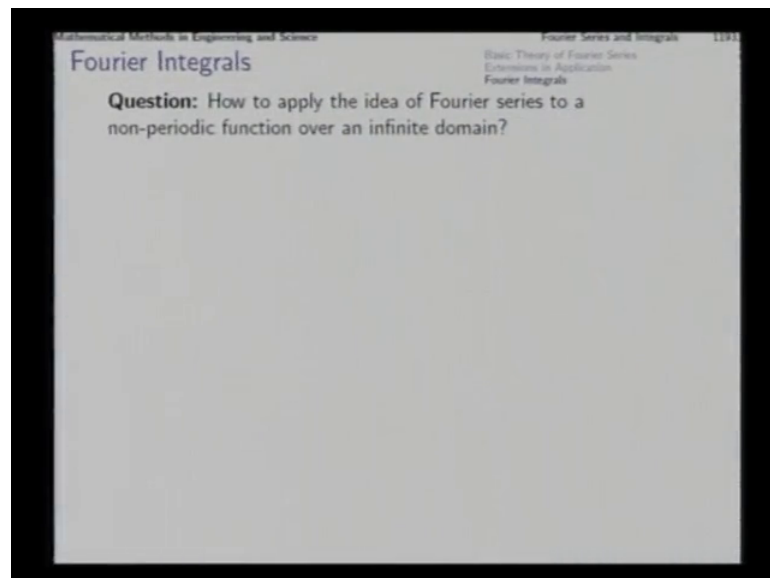 Mathematical Methods in Engineering and Science
Fourier Series and Integrals
Fourier Integrals
Basic Theory of Fourier Series
Extensions in Application
Fourier Integrals
Question: How to apply the idea of Fourier series to a
non-periodic function over an infinite domain?